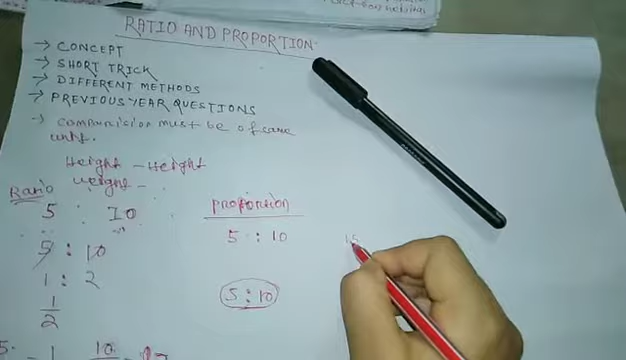 RATIO AND PROPORTION
→ CONCEPT
→ SHORT TRICK
→ DIFFERENT METHODS
→ PREVIOUS YEAR QUESTIONS
→ comparision must be of same
unit.
Height - Height
weight -
Ratio
5 : 10
5 : 10
1 : 2
1
2
proportion
5 : 10
5 : 10
15